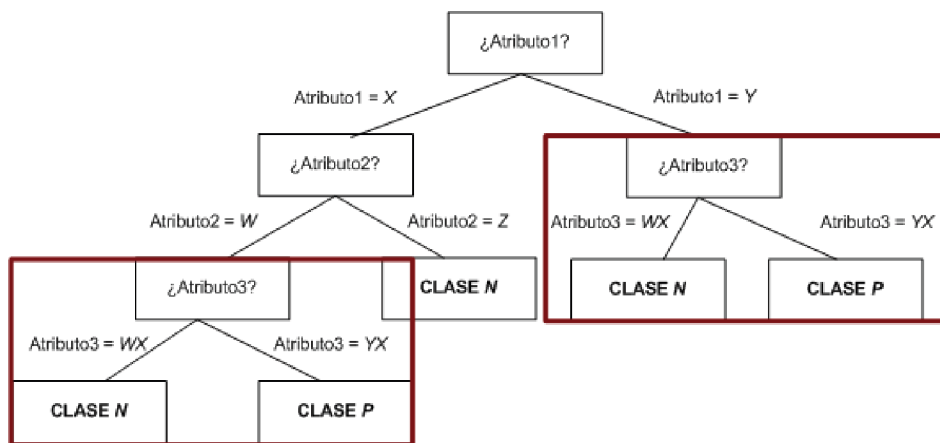 ¿Atributo1?
Atributo1 = X
Atributo1 = Y
¿Atributo2?
¿Atributo3?
Atributo2 = W
Atributo2 = Z
Atributo3 = WX
Atributo3 = YX
¿Atributo3?
CLASE N
CLASE N
CLASE P
Atributo3 = WX
Atributo3 = YX
CLASE N
CLASE P